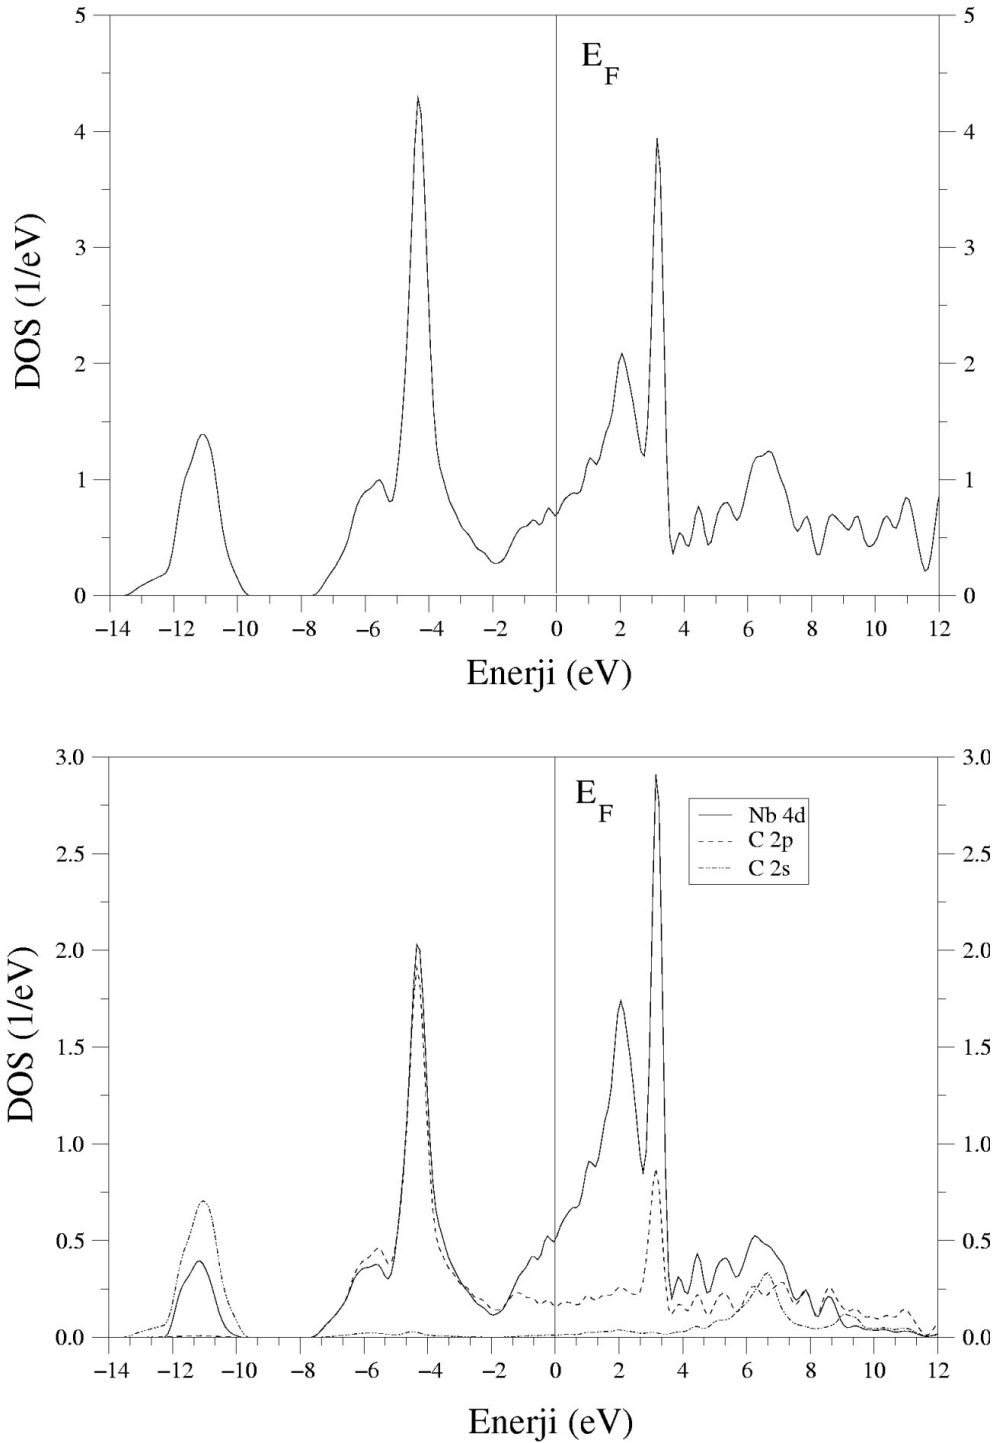 5 5
E_F
4 4
DOS (1/eV)
3 3
2 2
1 1
0 0
−14 −12 −10 −8 −6 −4 −2 0 2 4 6 8 10 12
Enerji (eV)
3.0 3.0
E_F
Nb 4d
C 2p
C 2s
2.5 2.5
2.0 2.0
DOS (1/eV)
1.5 1.5
1.0 1.0
0.5 0.5
0.0 0.0
−14 −12 −10 −8 −6 −4 −2 0 2 4 6 8 10 12
Enerji (eV)